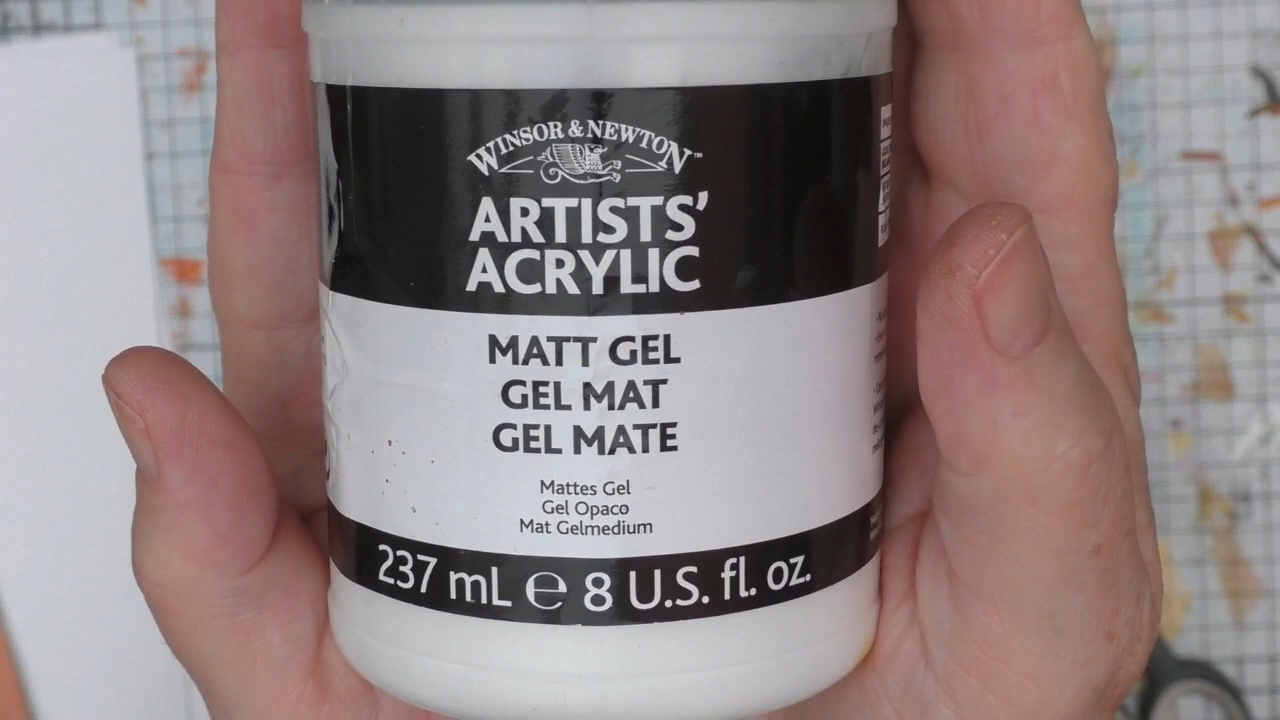 WINSOR & NEWTON™
ARTISTS'
ACRYLIC
MATT GEL
GEL MAT
GEL MATE
Mattes Gel
Gel Opaco
Mat Gelmedium
237 mL ℮ 8 U.S. fl. oz.